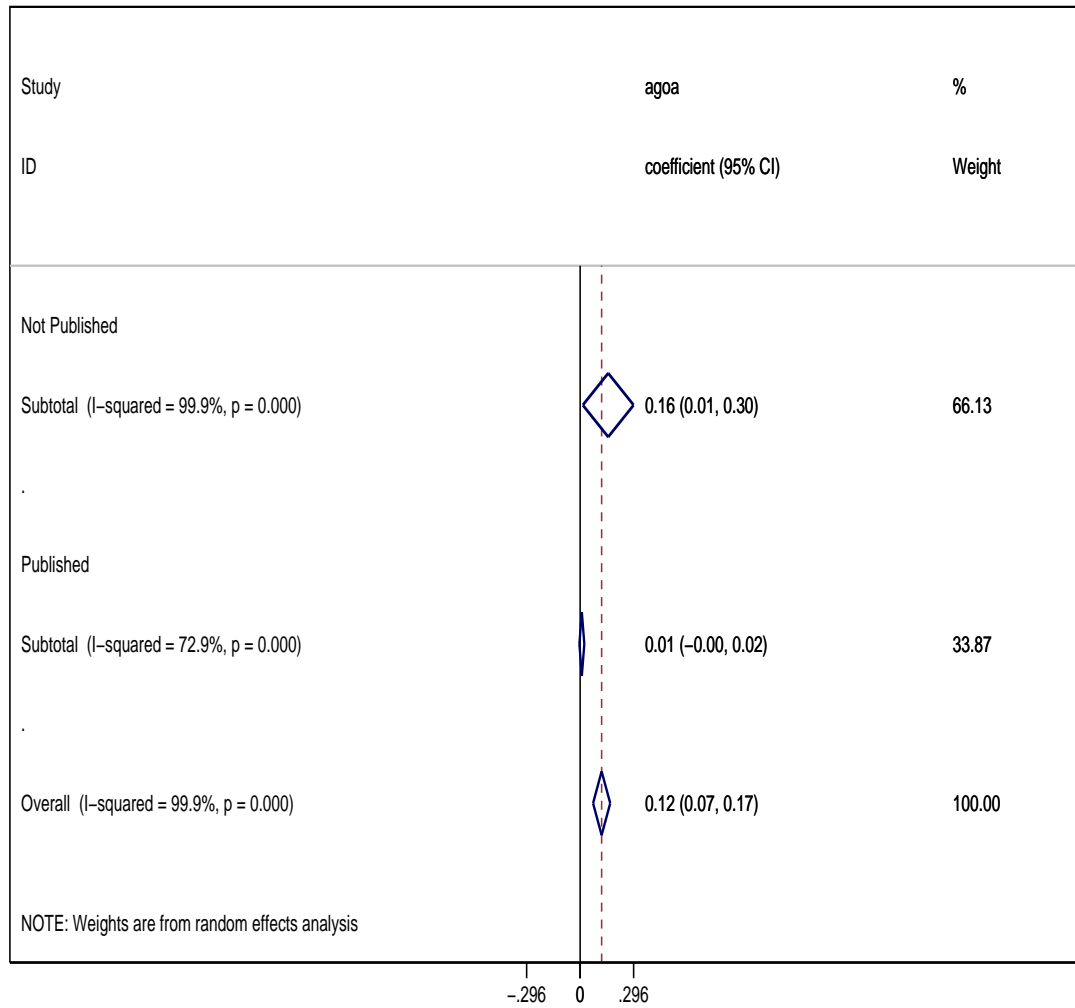 Study agoa %
ID coefficient (95% CI) Weight
Not Published
Subtotal (I−squared = 99.9%, p = 0.000) 0.16 (0.01, 0.30) 66.13
.
Published
Subtotal (I−squared = 72.9%, p = 0.000) 0.01 (−0.00, 0.02) 33.87
.
Overall (I−squared = 99.9%, p = 0.000) 0.12 (0.07, 0.17) 100.00
NOTE: Weights are from random effects analysis
−.296 0 .296